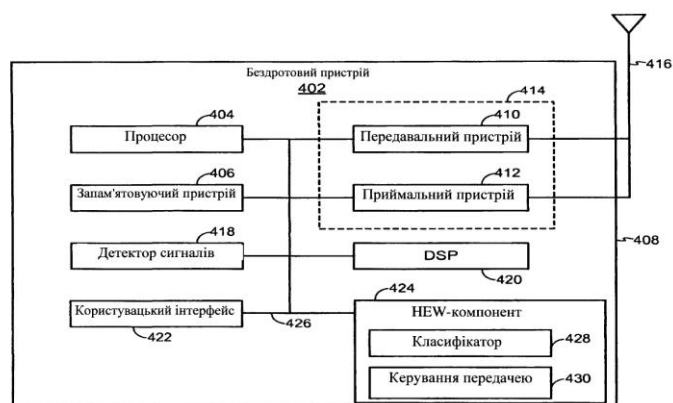 Бездротовий пристрій
402
416
414
404
410
Процесор
Передавальний пристрій
406
412
Запам'ятовуючий пристрій
Приймальний пристрій
418
408
Детектор сигналів
DSP
420
424
Користувацький інтерфейс
422
426
HEW-компонент
Класифікатор
428
Керування передачею
430